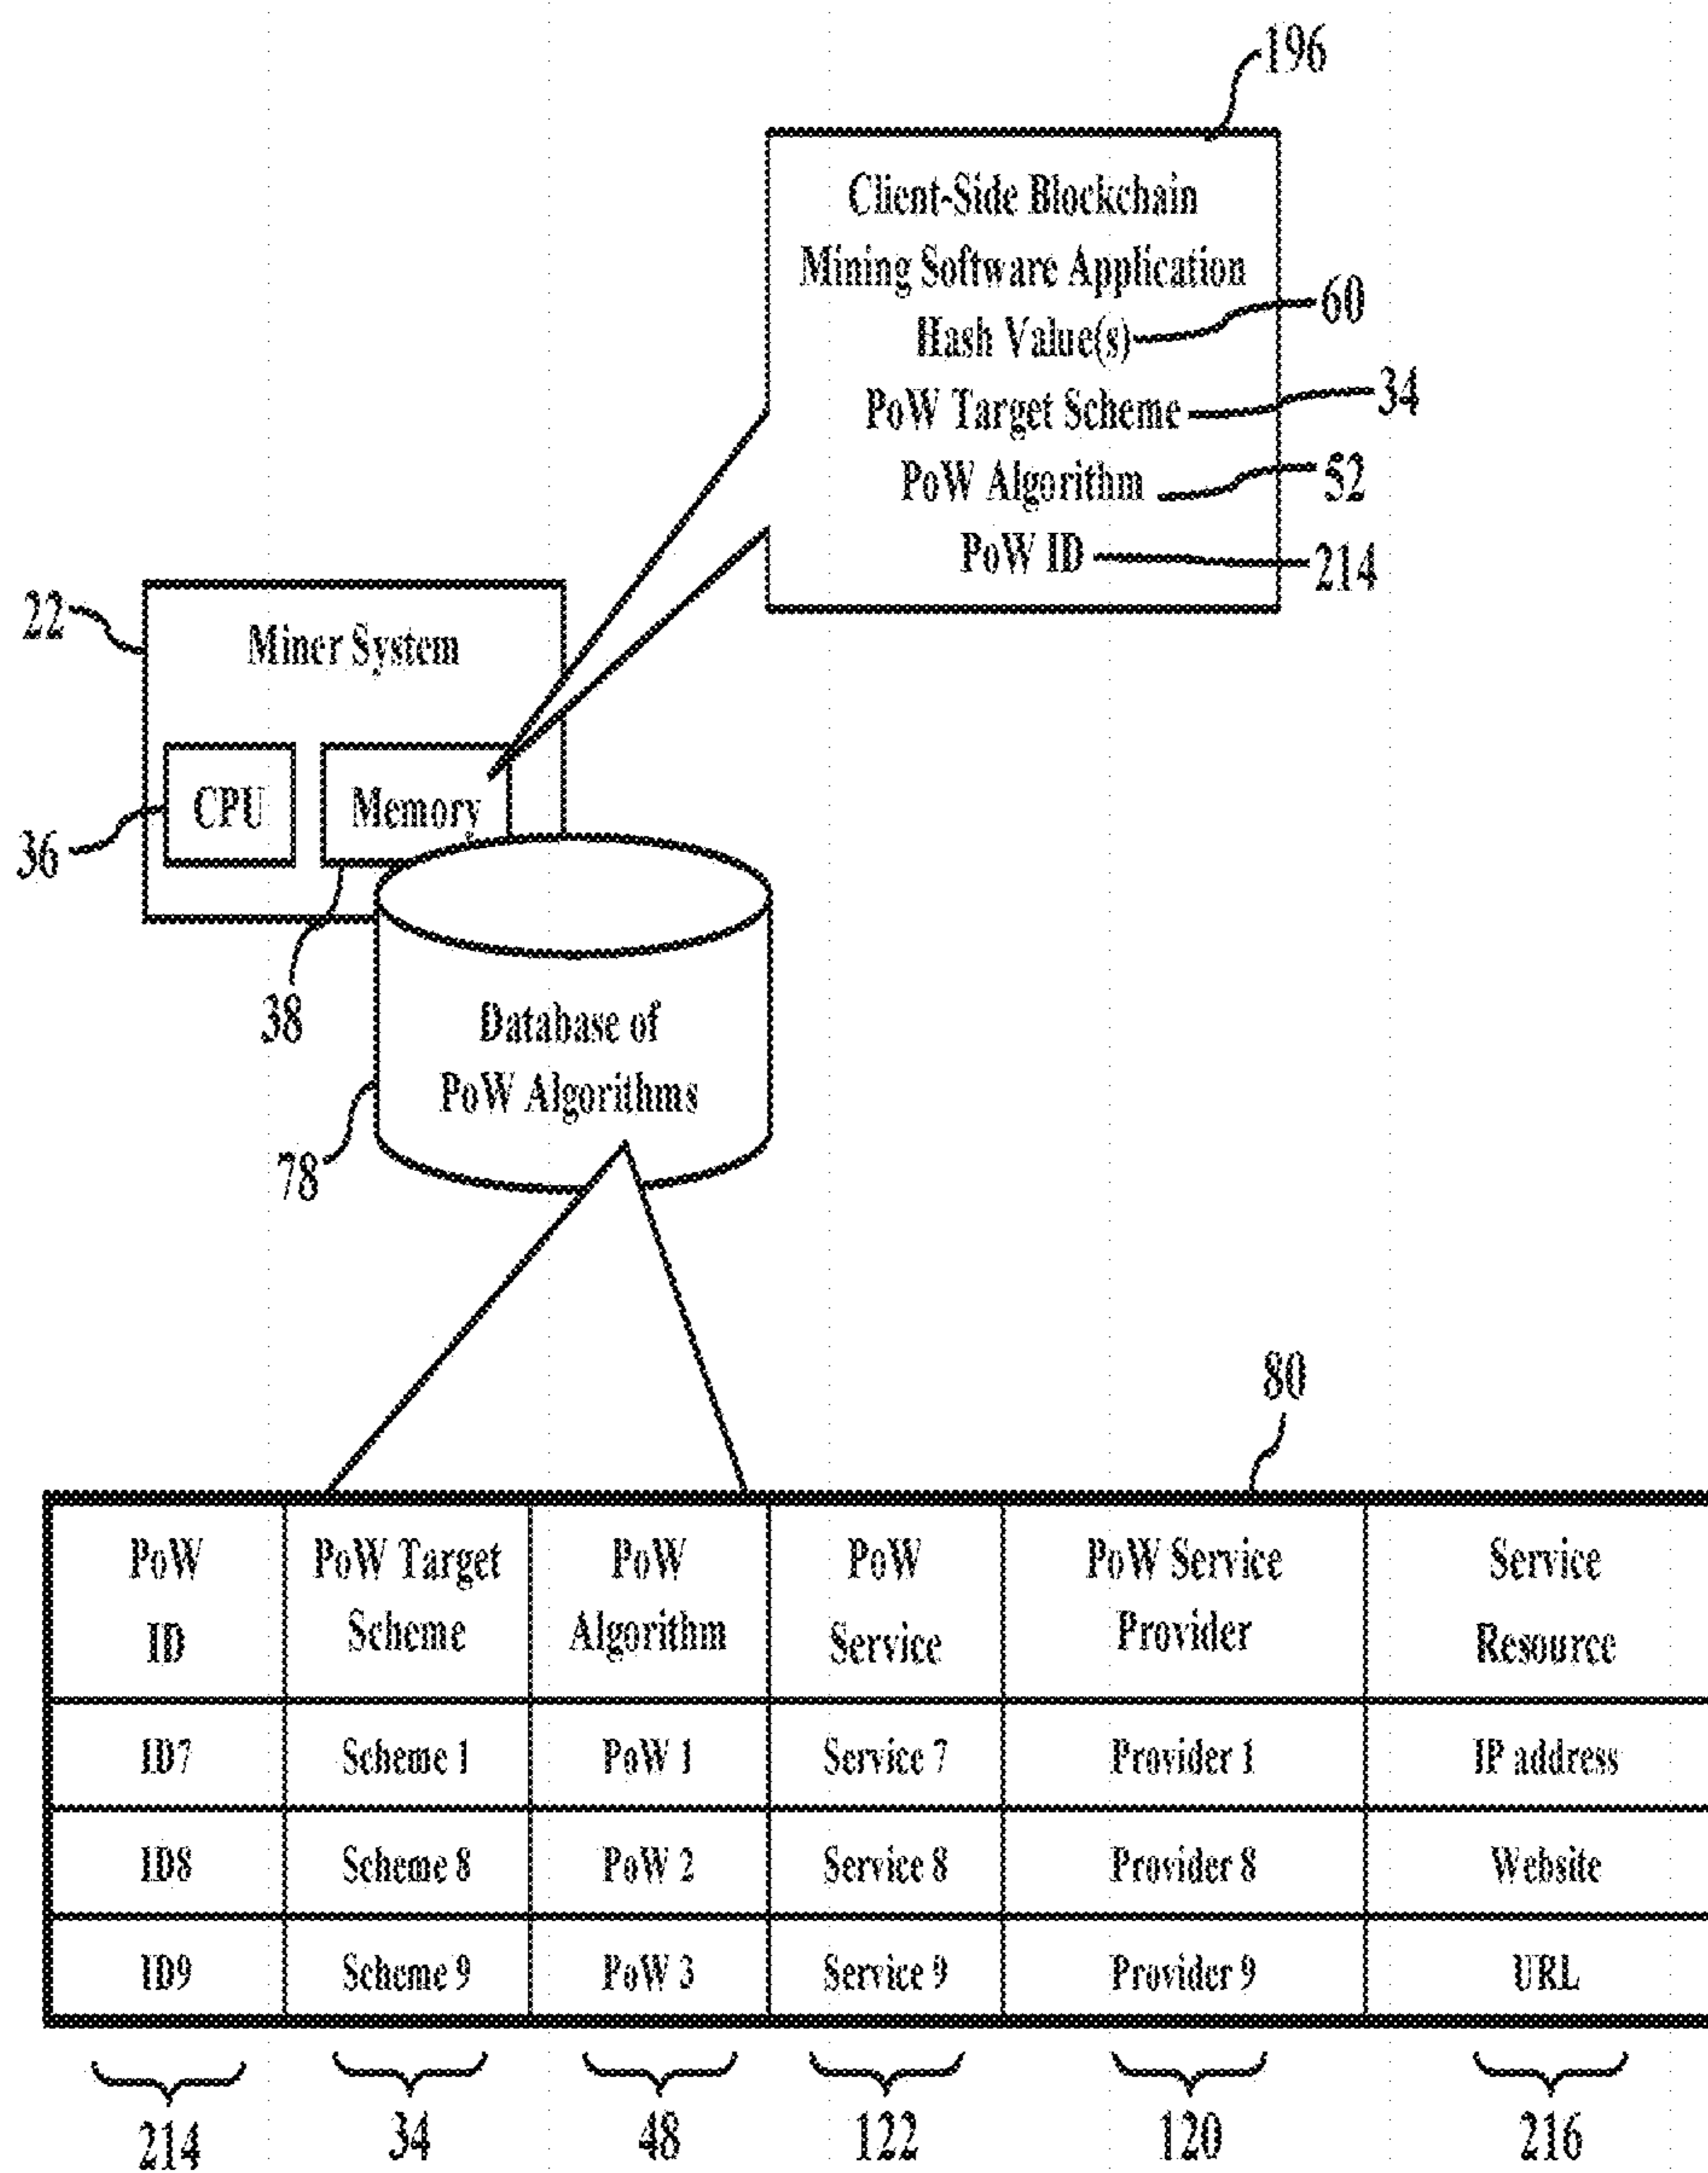 196
Client-Side Blockchain
Mining Software Application
Hash Value(s)
60
PoW Target Scheme
34
PoW Algorithm
52
PoW ID
214
22
Miner System
CPU
Memory
36
38
Database of
PoW Algorithms
78
80
PoW ID
PoW Target Scheme
PoW Algorithm
PoW Service
PoW Service Provider
Service Resource
ID7 Scheme 1 PoW 1 Service 7 Provider 1 IP address
ID8 Scheme 8 PoW 2 Service 8 Provider 8 Website
ID9 Scheme 9 PoW 3 Service 9 Provider 9 URL
214 34 48 122 120 216